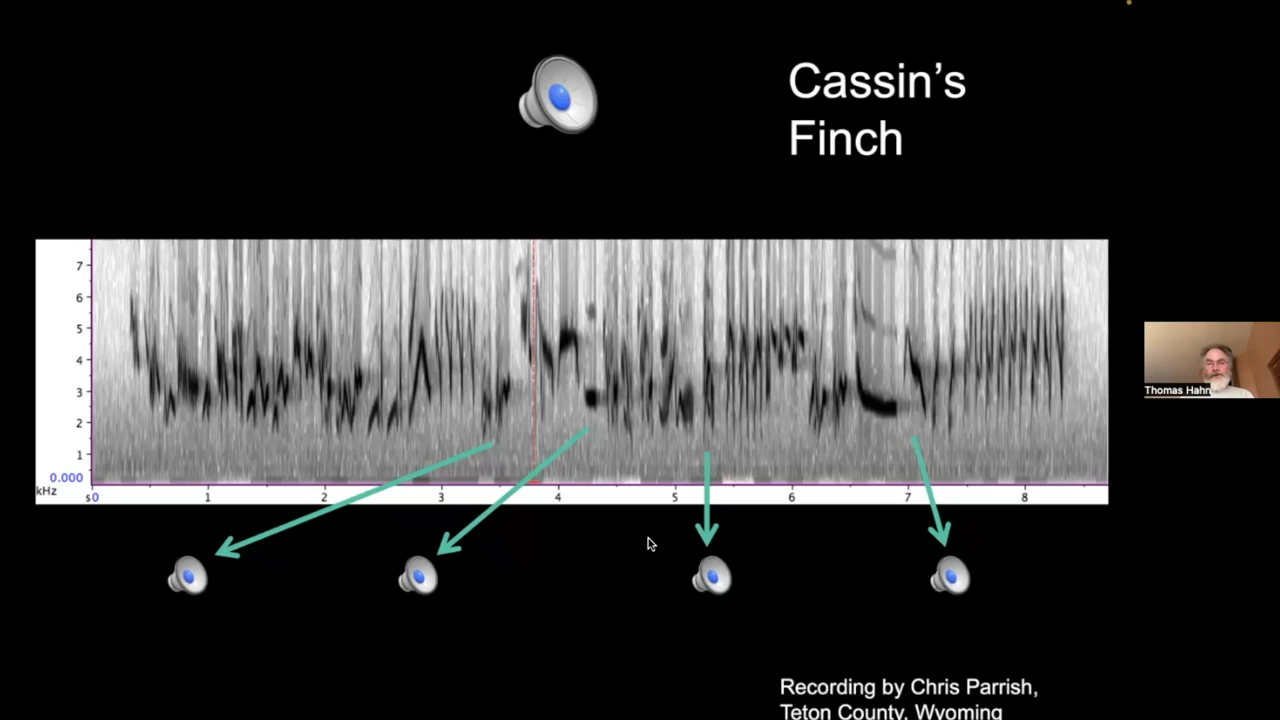 Cassin's
Finch
7
6
5
4
3
2
1
0.000
kHz
s0 1 2 3 4 5 6 7 8
Thomas Hahn
Recording by Chris Parrish,
Teton County, Wyoming